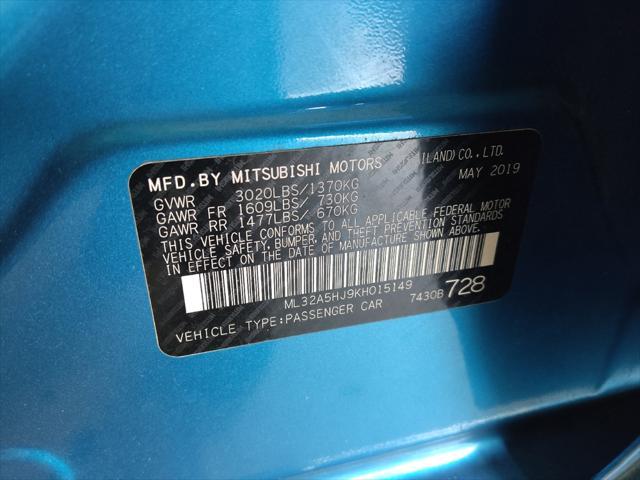 MFD.BY MITSUBISHI MOTORS ILAND)CO.,LTD.
MAY 2019
GVWR 3020LBS/1370KG
GAWR FR 1609LBS/ 730KG
GAWR RR 1477LBS/ 670KG
THIS VEHICLE CONFORMS TO ALL APPLICABLE FEDERAL MOTOR
VEHICLE SAFETY,BUMPER,AND THEFT PREVENTION STANDARDS
IN EFFECT ON THE DATE OF MANUFACTURE SHOWN ABOVE.
ML32A5HJ9KH015149
7430B 728
VEHICLE TYPE:PASSENGER CAR